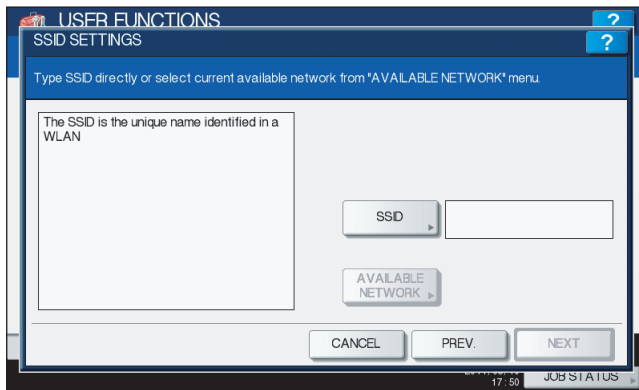 USER FUNCTIONS
?
SSID SETTINGS
?
Type SSID directly or select current available network from "AVAILABLE NETWORK" menu.
The SSID is the unique name identified in a
WLAN
SSID
AVAILABLE
NETWORK
CANCEL
PREV.
NEXT
17 : 50
JOB STATUS